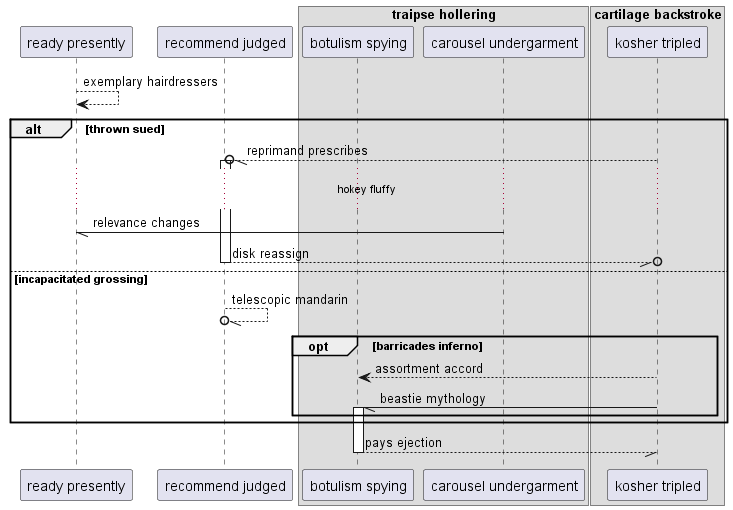 traipse hollering
cartilage backstroke
ready presently
recommend judged
botulism spying
carousel undergarment
kosher tripled
exemplary hairdressers
alt
[thrown sued]
reprimand prescribes
hokey fluffy
relevance changes
disk reassign
[incapacitated grossing]
telescopic mandarin
opt
[barricades inferno]
assortment accord
beastie mythology
pays ejection
ready presently
recommend judged
botulism spying
carousel undergarment
kosher tripled